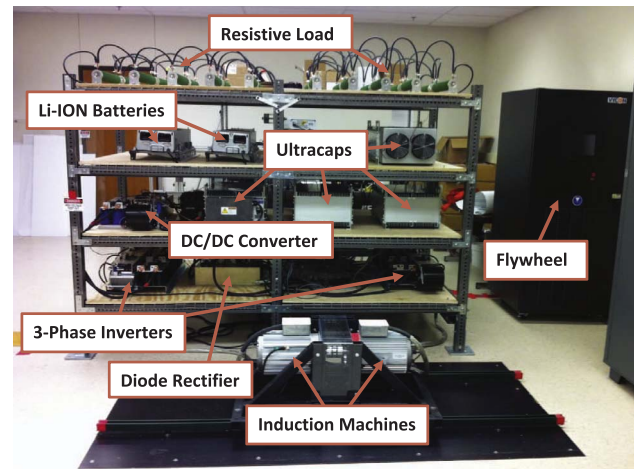 Resistive Load
Li-ION Batteries
Ultracaps
DC/DC Converter
Flywheel
3-Phase Inverters
Diode Rectifier
Induction Machines